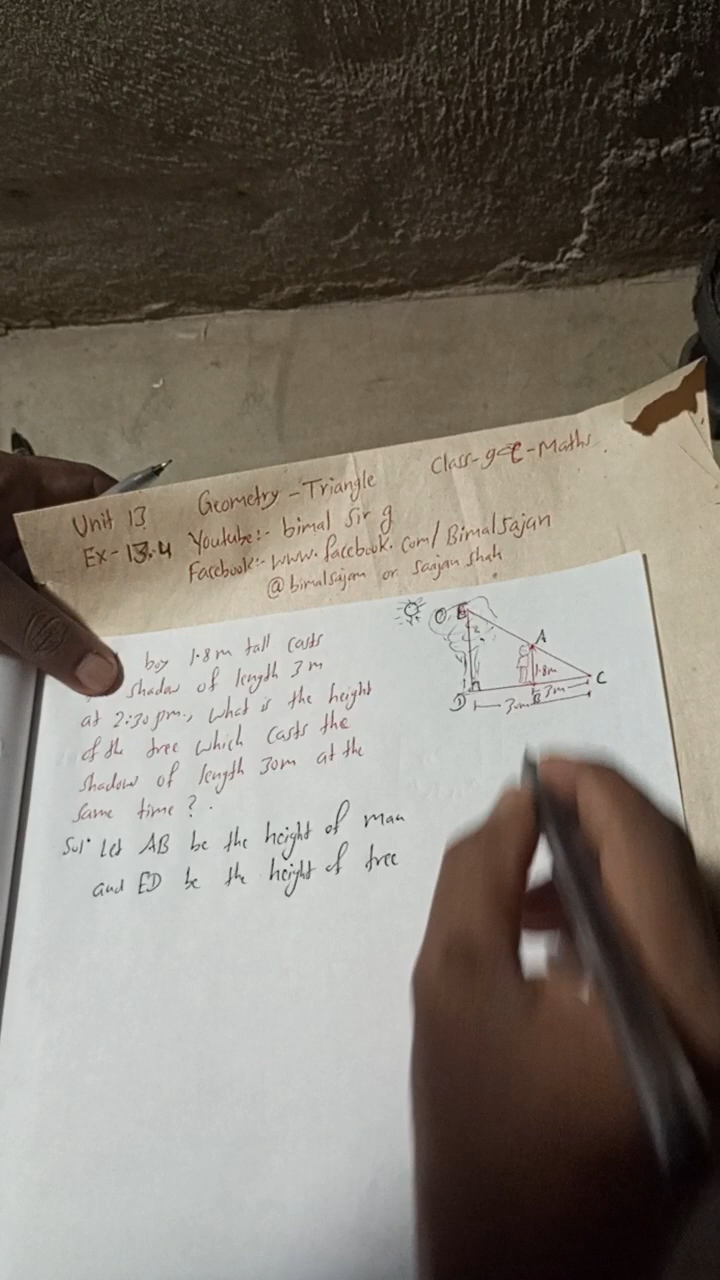 Unit 13 Geometry - Triangle Class - 9 - Maths
Ex - 13.4 Youtube:- bimal sir g
Facebook:- www.facebook.com/Bimalsajan
@bimalsajan or saajan shah
boy 1.8m tall casts
shadow of length 3m
at 2:30 pm., What is the height
of the tree which casts the
shadow of length 30m at the
same time?.
Solⁿ Let AB be the height of man
and ED be the height of tree
E
A
1.8m
D
B
3m
C
30m